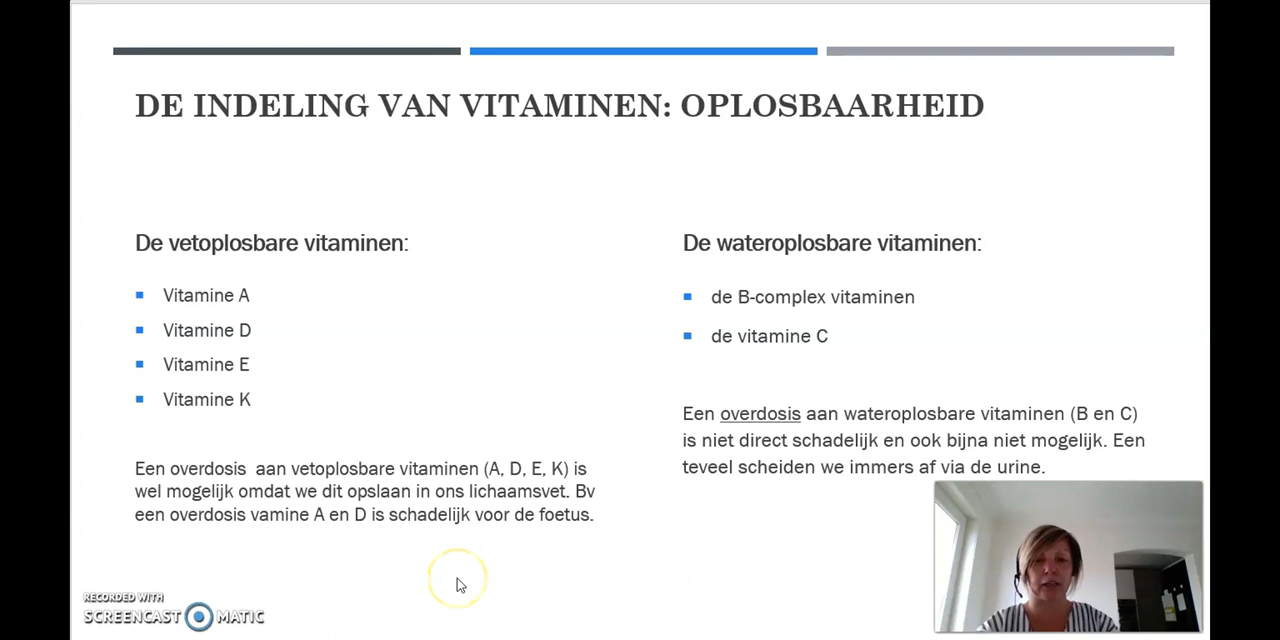 DE INDELING VAN VITAMINEN: OPLOSBAARHEID
De vetoplosbare vitaminen:
Vitamine A
Vitamine D
Vitamine E
Vitamine K
Een overdosis  aan vetoplosbare vitaminen (A, D, E, K) is
wel mogelijk omdat we dit opslaan in ons lichaamsvet. Bv
een overdosis vamine A en D is schadelijk voor de foetus.
De wateroplosbare vitaminen:
de B-complex vitaminen
de vitamine C
Een overdosis aan wateroplosbare vitaminen (B en C)
is niet direct schadelijk en ook bijna niet mogelijk. Een
teveel scheiden we immers af via de urine.
RECORDED WITH
SCREENCAST MATIC